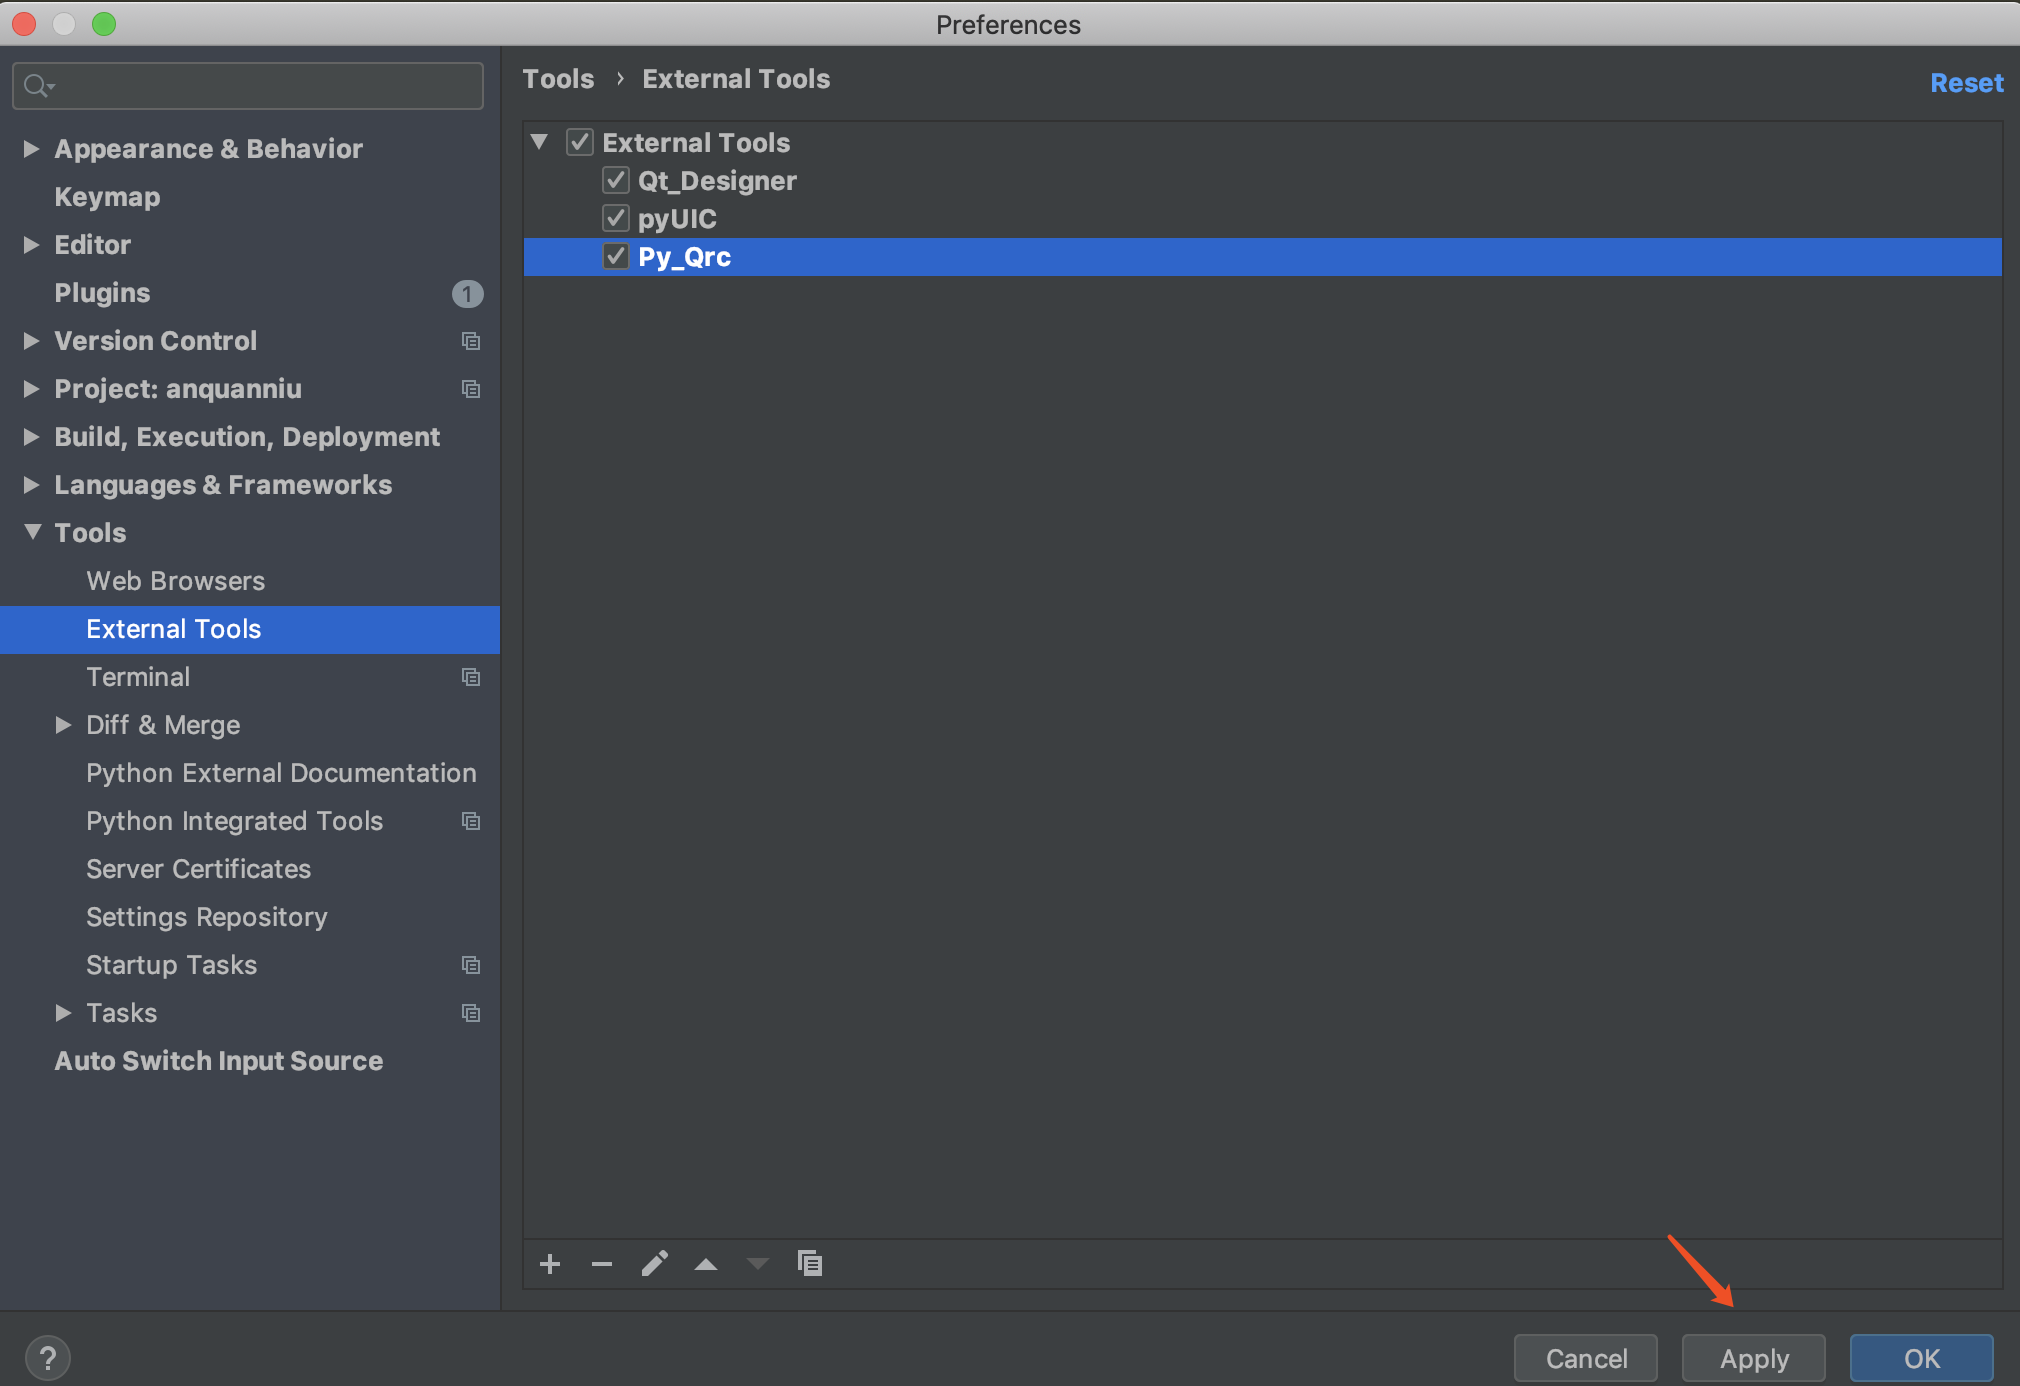 Preferences
Tools › External Tools
Reset
Appearance & Behavior
Keymap
Editor
Plugins
1
Version Control
Project: anquanniu
Build, Execution, Deployment
Languages & Frameworks
Tools
Web Browsers
External Tools
Terminal
Diff & Merge
Python External Documentation
Python Integrated Tools
Server Certificates
Settings Repository
Startup Tasks
Tasks
Auto Switch Input Source
External Tools
Qt_Designer
pyUIC
Py_Qrc
?
Cancel
Apply
OK